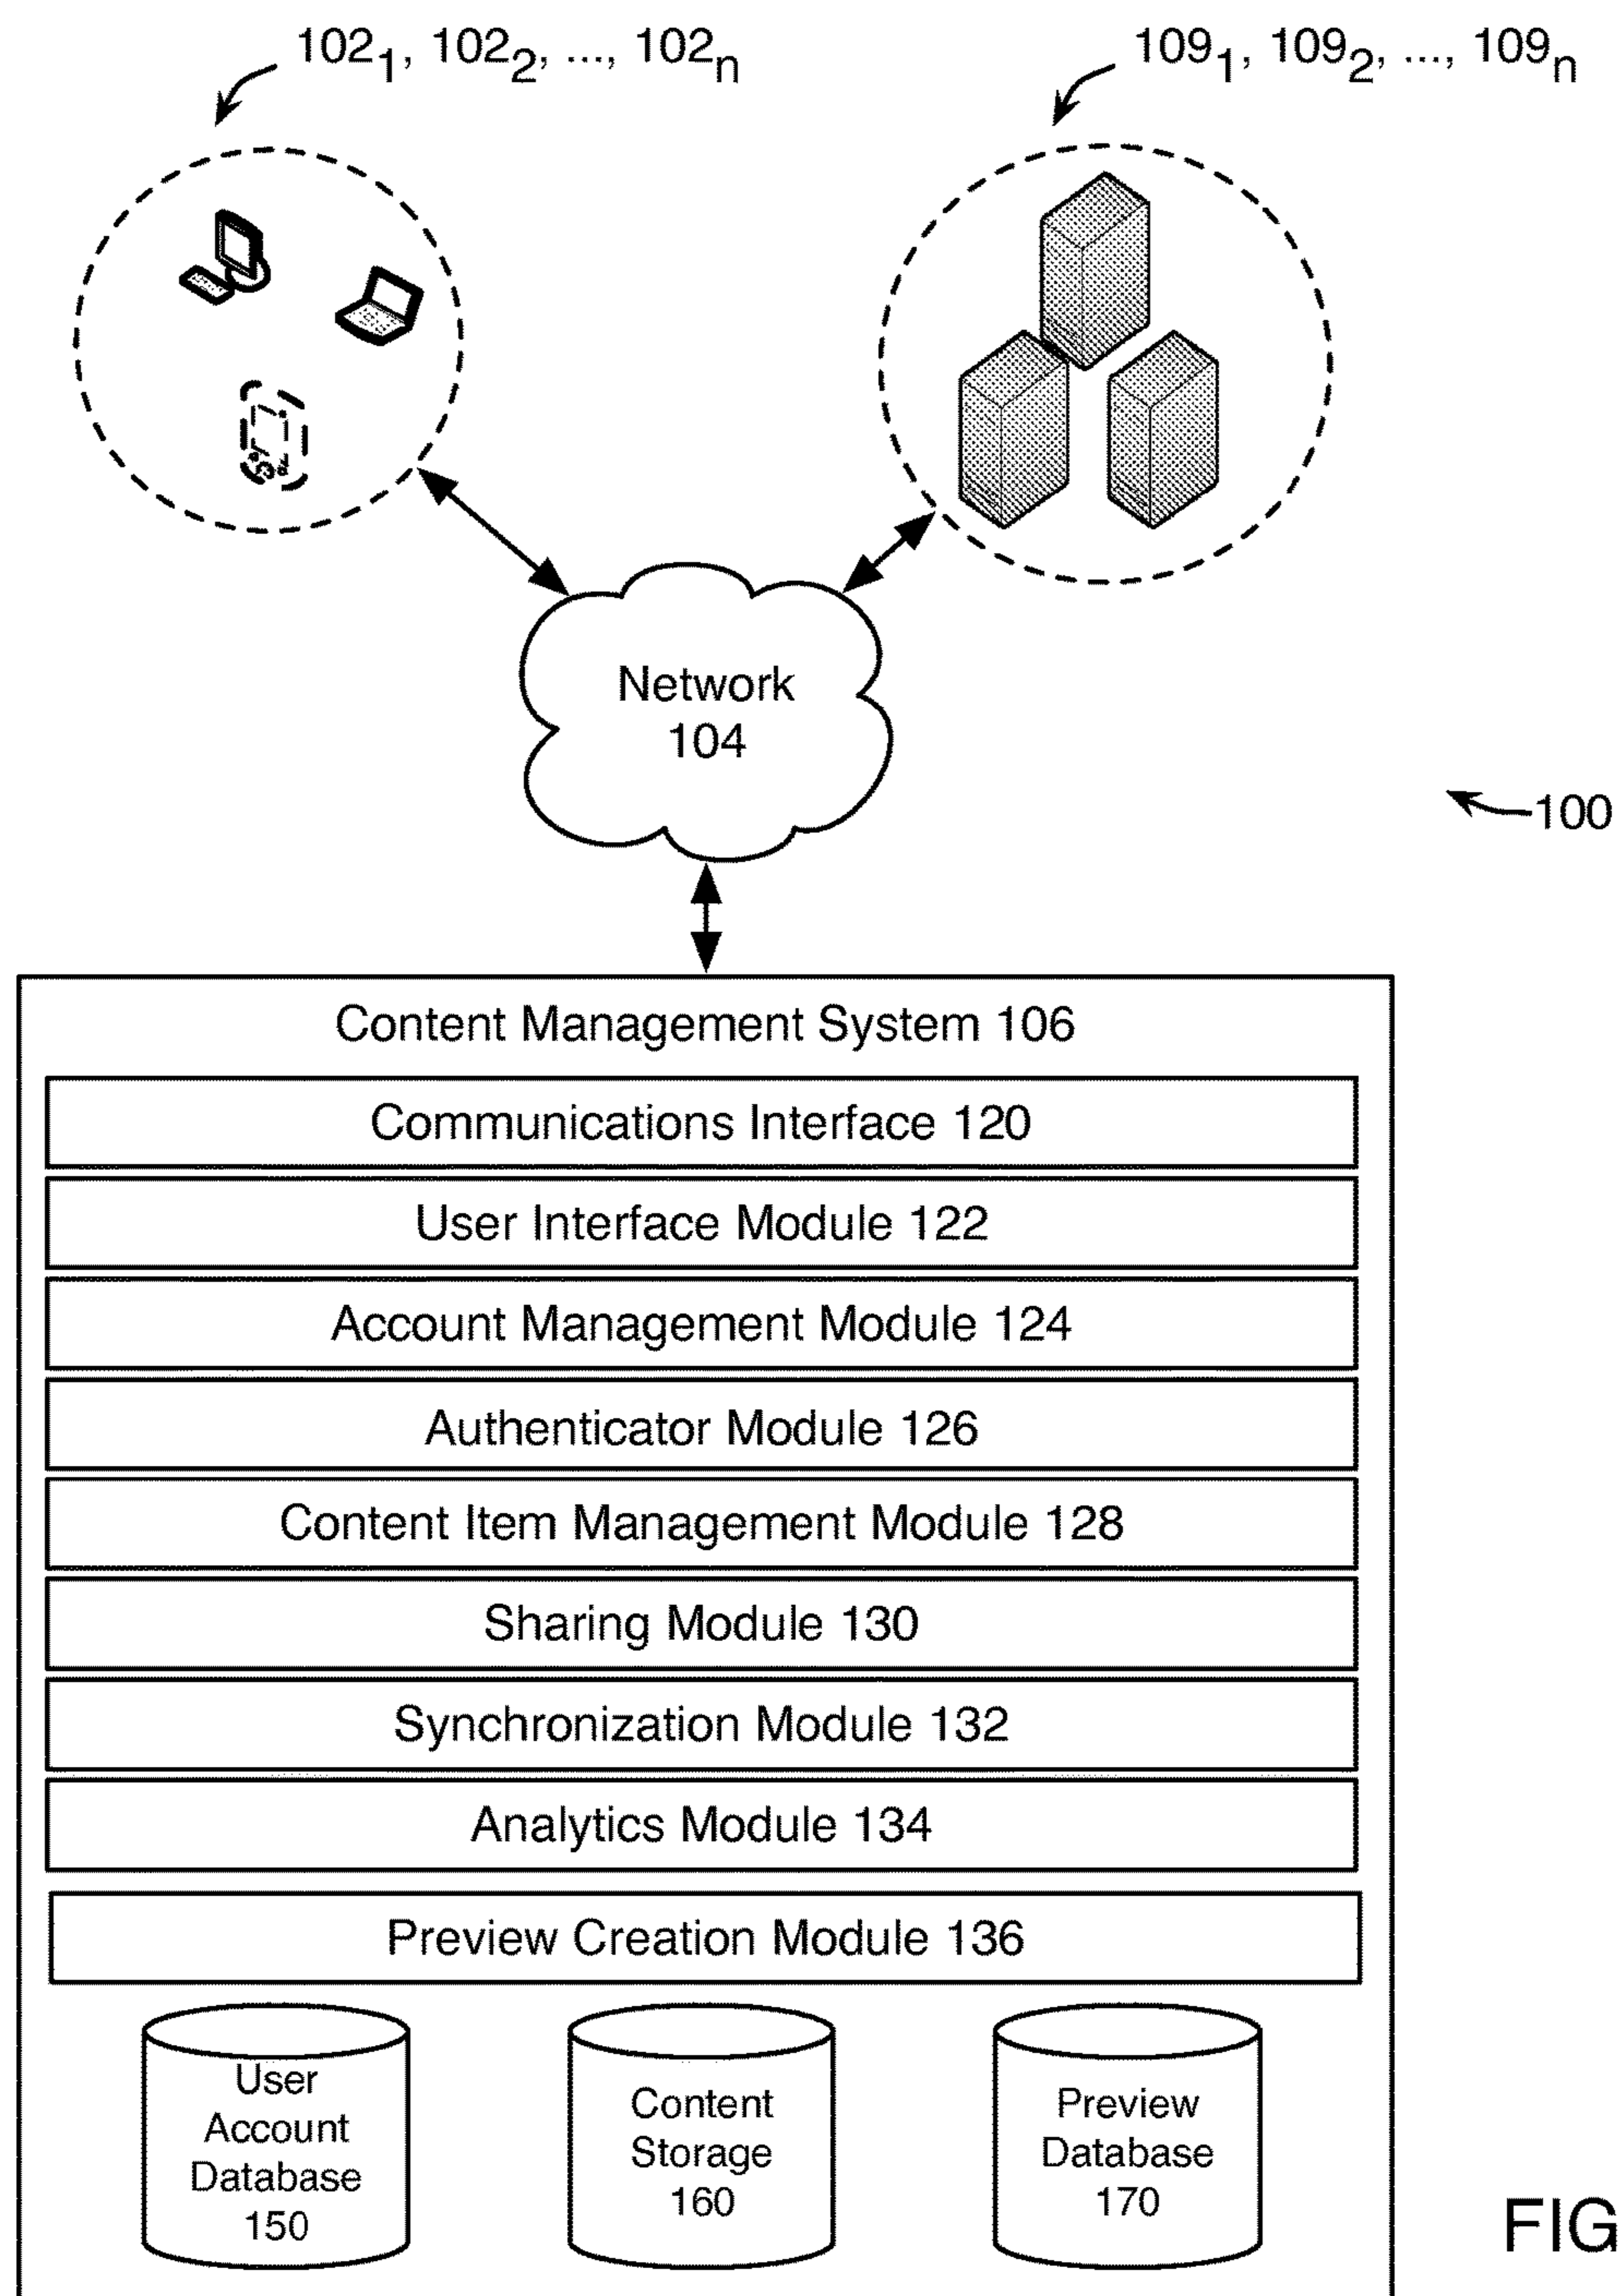 102₁, 102₂, ..., 102ₙ
109₁, 109₂, ..., 109ₙ
Network
104
100
Content Management System 106
Communications Interface 120
User Interface Module 122
Account Management Module 124
Authenticator Module 126
Content Item Management Module 128
Sharing Module 130
Synchronization Module 132
Analytics Module 134
Preview Creation Module 136
User
Account
Database
150
Content
Storage
160
Preview
Database
170
FIG